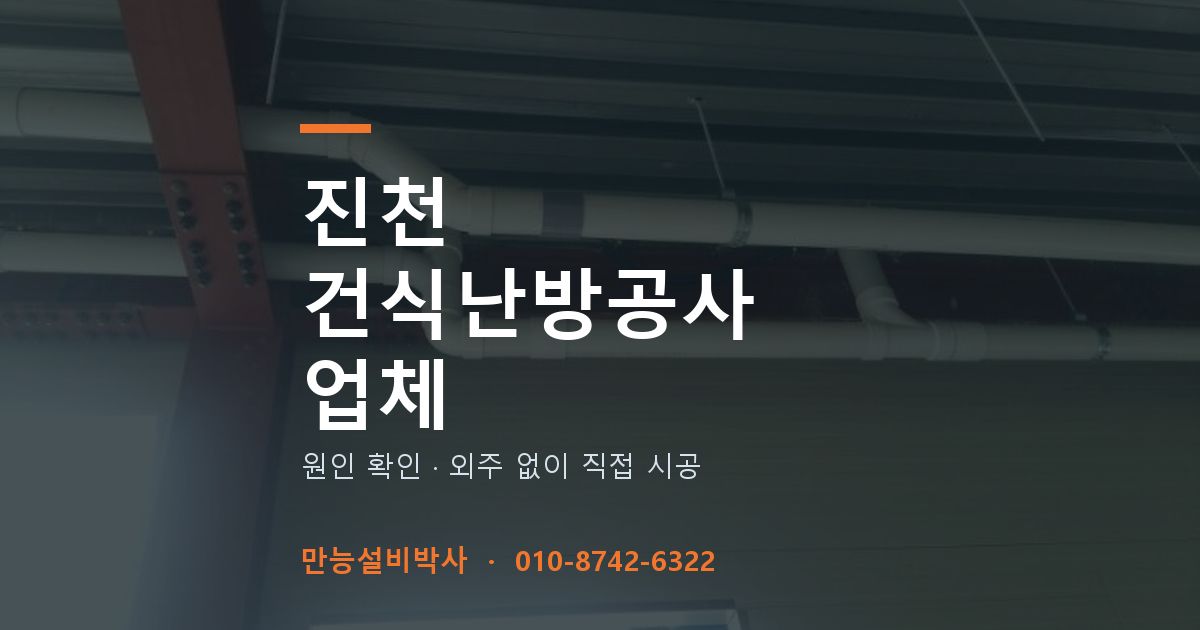 진천
건식난방공사
업체
원인 확인 · 외주 없이 직접 시공
만능설비박사 · 010-8742-6322